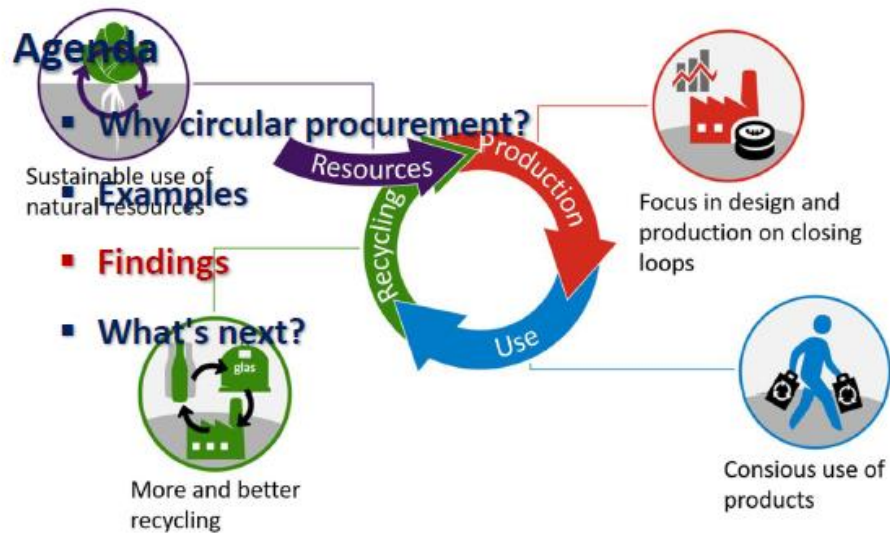 Agenda
▪ Why circular procurement?
▪ Examples
▪ Findings
▪ What's next?
Sustainable use of
natural resources
Resources
Production
Use
Recycling
Focus in design and
production on closing
loops
Consious use of
products
glas
More and better
recycling